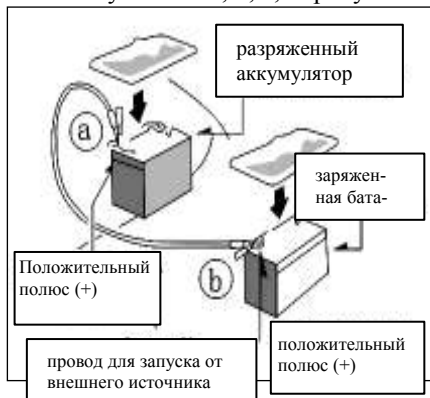 разряженный
аккумулятор
a
заряжен-
ная бата-
Положительный
полюс (+)
b
положительный
полюс (+)
провод для запуска от
внешнего источника